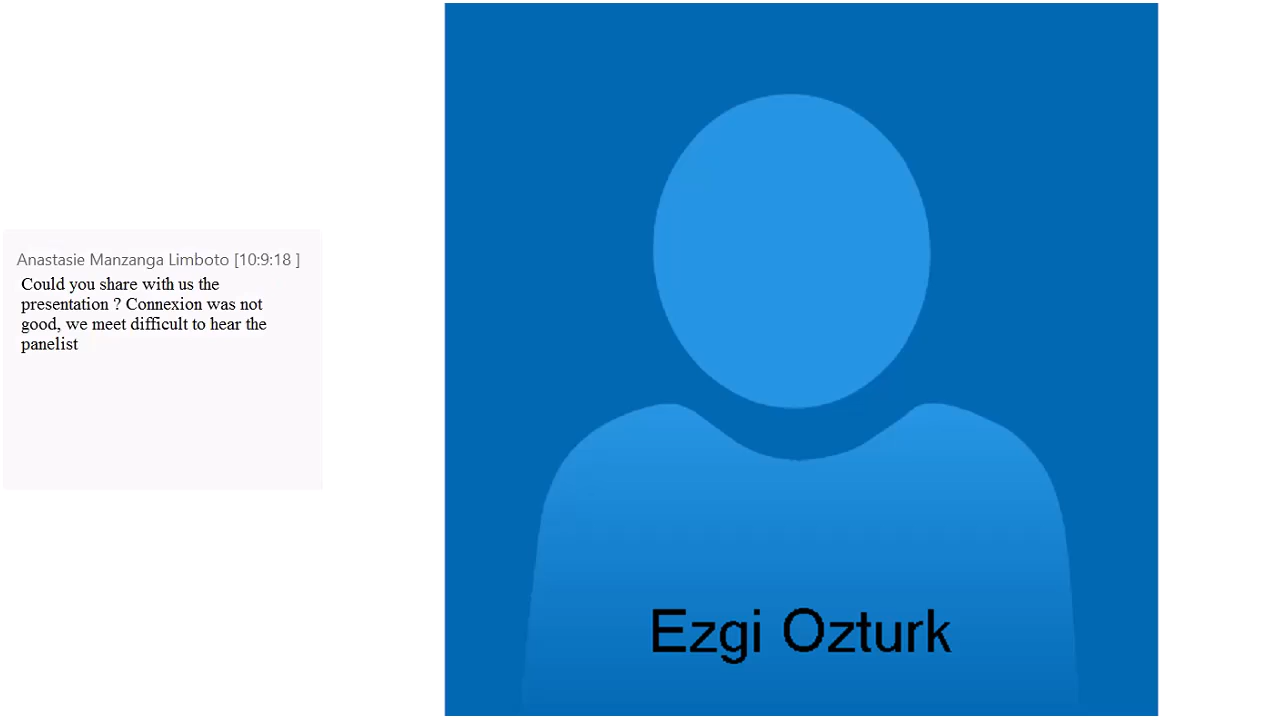 Anastasie Manzanga Limboto [10:9:18 ]
Could you share with us the
presentation ? Connexion was not
good, we meet difficult to hear the
panelist
Ezgi Ozturk